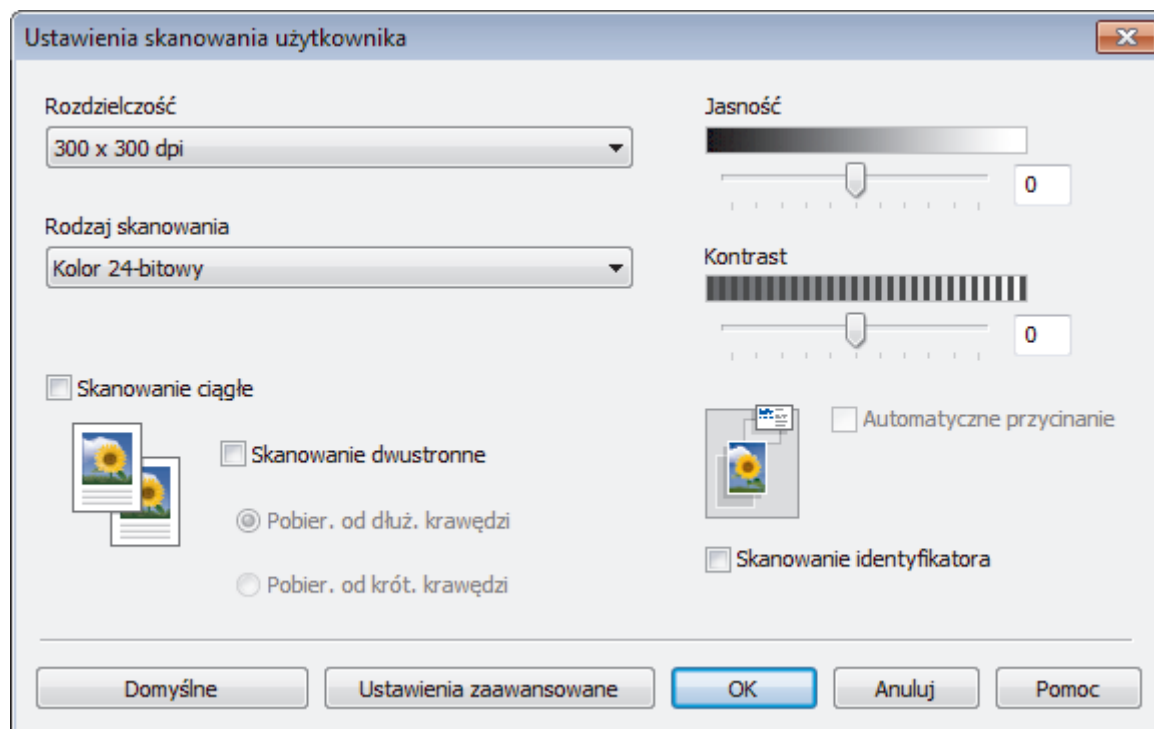 Ustawienia skanowania użytkownika
Rozdzielczość
300 x 300 dpi
Rodzaj skanowania
Kolor 24-bitowy
Skanowanie ciągłe
Skanowanie dwustronne
Pobier. od dłuż. krawędzi
Pobier. od krót. krawędzi
Jasność
0
Kontrast
0
Automatyczne przycinanie
Skanowanie identyfikatora
Domyślne
Ustawienia zaawansowane
OK
Anuluj
Pomoc